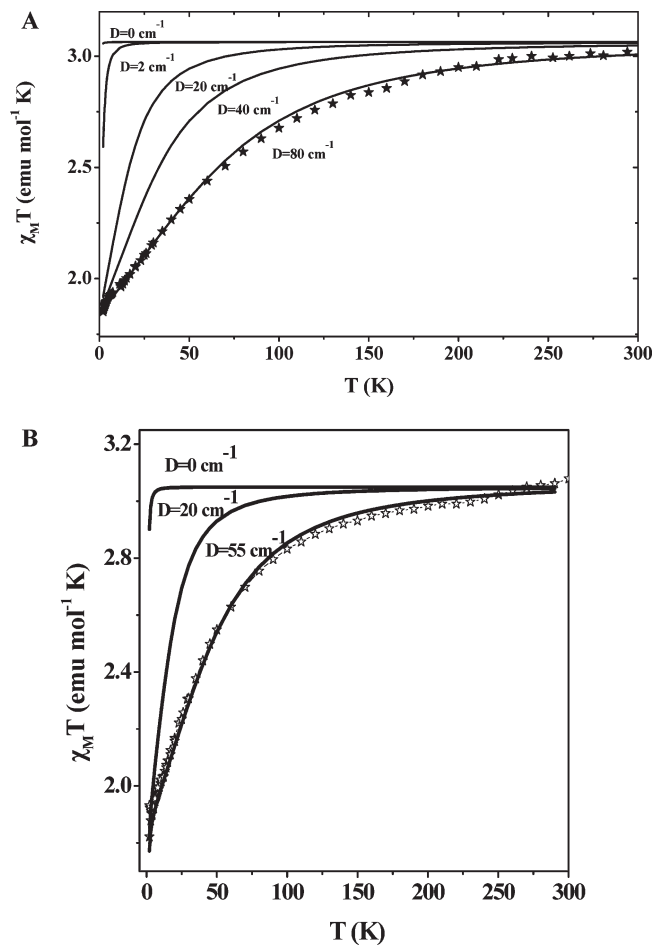 A
D=0 cm⁻¹
D=2 cm⁻¹
D=20 cm⁻¹
D=40 cm⁻¹
D=80 cm⁻¹
3.0
2.5
2.0
χ_M T (emu mol⁻¹ K)
0 50 100 150 200 250 300
T (K)
B
3.2
2.8
2.4
2.0
D=0 cm⁻¹
D=20 cm⁻¹
D=55 cm⁻¹
χ_M T (emu mol⁻¹ K)
0 50 100 150 200 250 300
T (K)